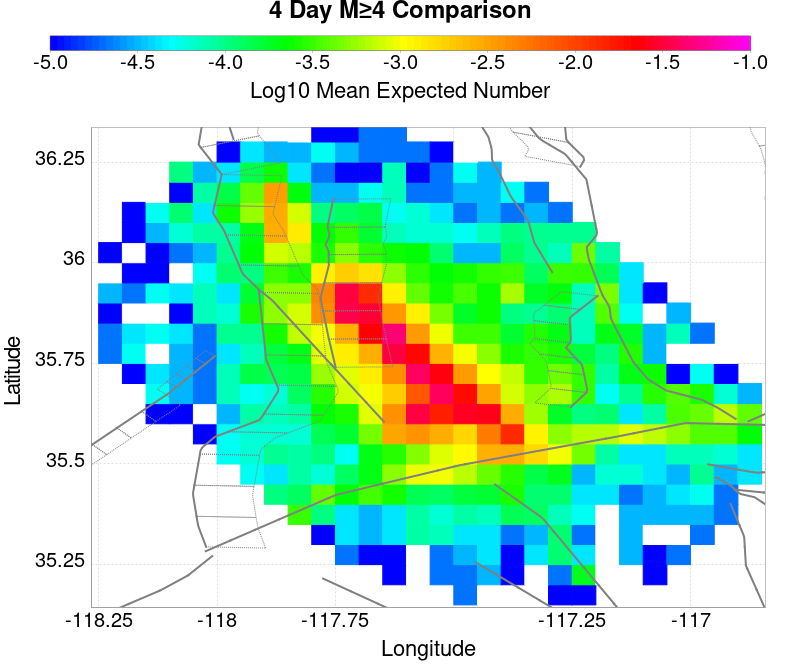 4 Day M≥4 Comparison
-5.0 -4.5 -4.0 -3.5 -3.0 -2.5 -2.0 -1.5 -1.0
Log10 Mean Expected Number
36.25
36
35.75
35.5
35.25
Latitude
-118.25 -118 -117.75 -117.25 -117
Longitude